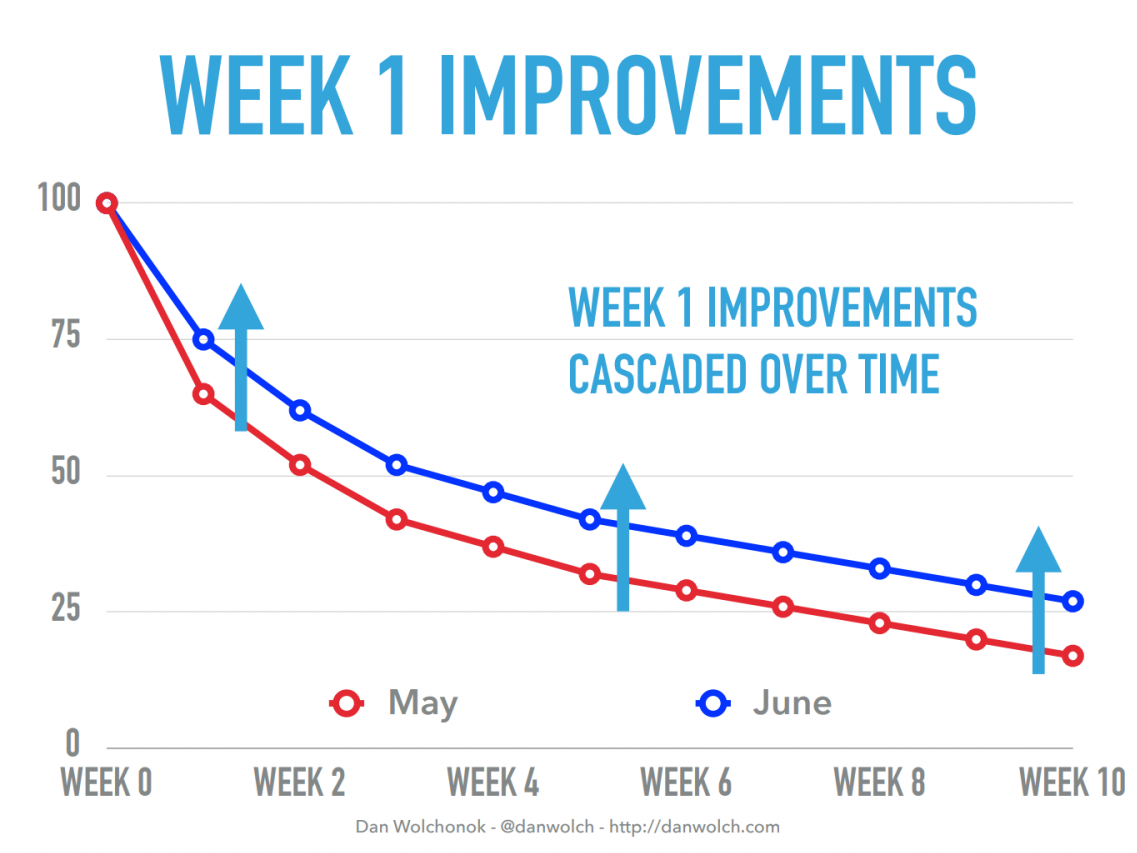 WEEK 1 IMPROVEMENTS
100
WEEK 1 IMPROVEMENTS
75
CASCADED OVER TIME
50
25
May June
0
WEEK 0 WEEK 2 WEEK 4 WEEK 6 WEEK 8 WEEK 10
Dan Wolchonok - @danwolch - http://danwolch.com